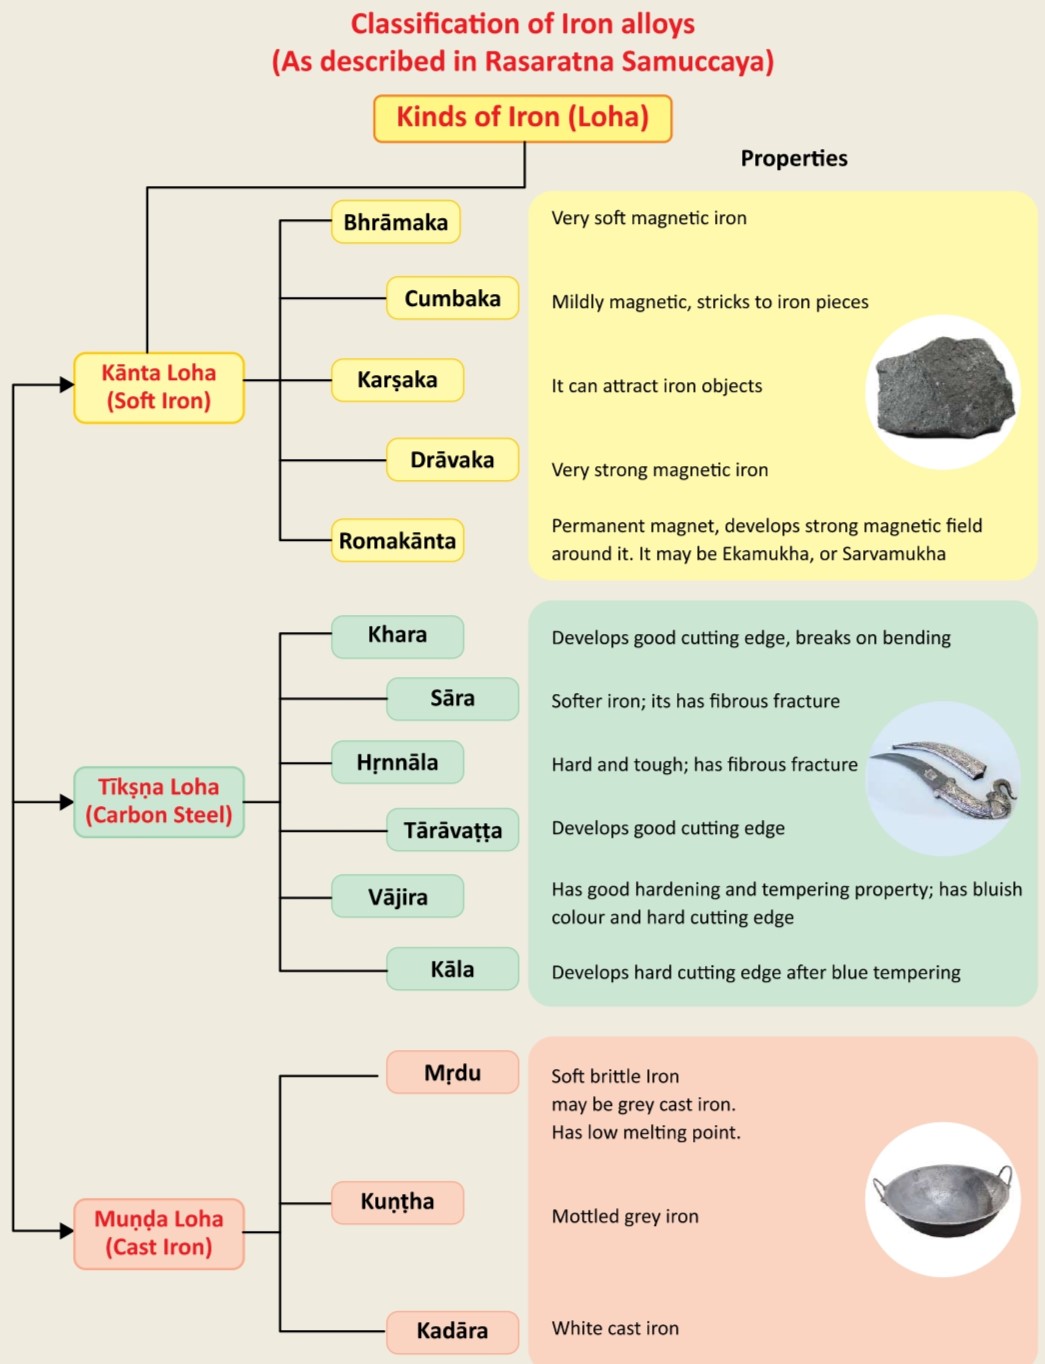 Classification of Iron alloys
(As described in Rasaratna Samuccaya)
Kinds of Iron (Loha)
Properties
Kānta Loha
(Soft Iron)
Bhrāmaka
Very soft magnetic iron
Cumbaka
Mildly magnetic, stricks to iron pieces
Karṣaka
It can attract iron objects
Drāvaka
Very strong magnetic iron
Romakānta
Permanent magnet, develops strong magnetic field
around it. It may be Ekamukha, or Sarvamukha
Tīkṣṇa Loha
(Carbon Steel)
Khara
Develops good cutting edge, breaks on bending
Sāra
Softer iron; its has fibrous fracture
Hṛnnāla
Hard and tough; has fibrous fracture
Tārāvaṭṭa
Develops good cutting edge
Vājira
Has good hardening and tempering property; has bluish
colour and hard cutting edge
Kāla
Develops hard cutting edge after blue tempering
Muṇḍa Loha
(Cast Iron)
Mṛdu
Soft brittle Iron
may be grey cast iron.
Has low melting point.
Kuṇṭha
Mottled grey iron
Kadāra
White cast iron